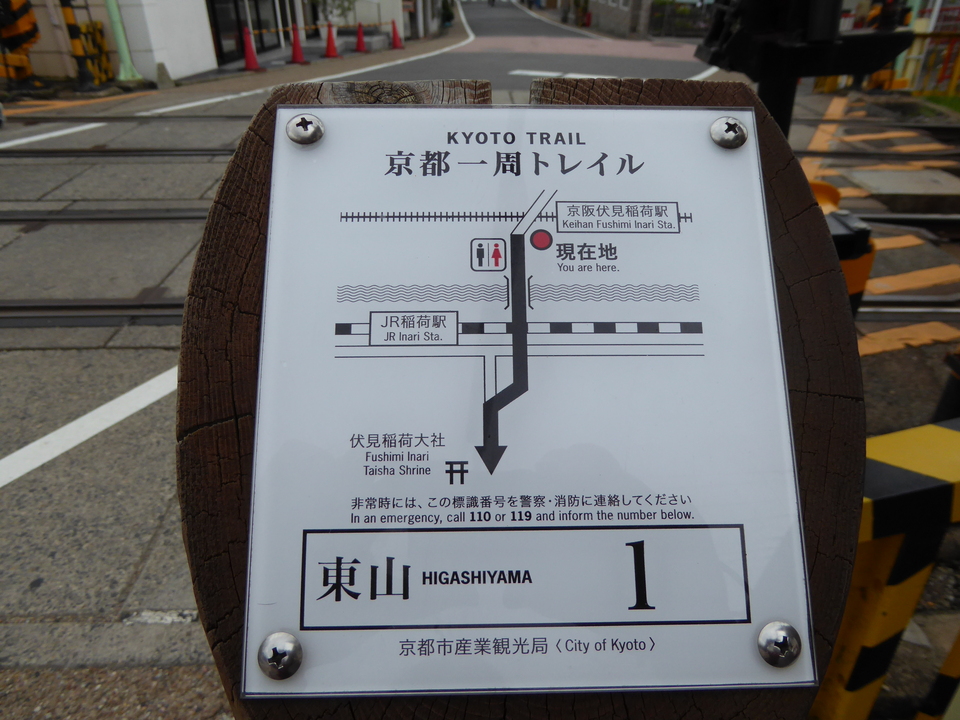 KYOTO TRAIL
京都一周トレイル
京阪伏見稲荷駅
Keihan Fushimi Inari Sta.
現在地
You are here.
JR稲荷駅
JR Inari Sta.
伏見稲荷大社
Fushimi Inari
Taisha Shrine
非常時には、この標識番号を警察・消防に連絡してください
In an emergency, call 110 or 119 and inform the number below.
東山 HIGASHIYAMA 1
京都市産業観光局〈City of Kyoto〉